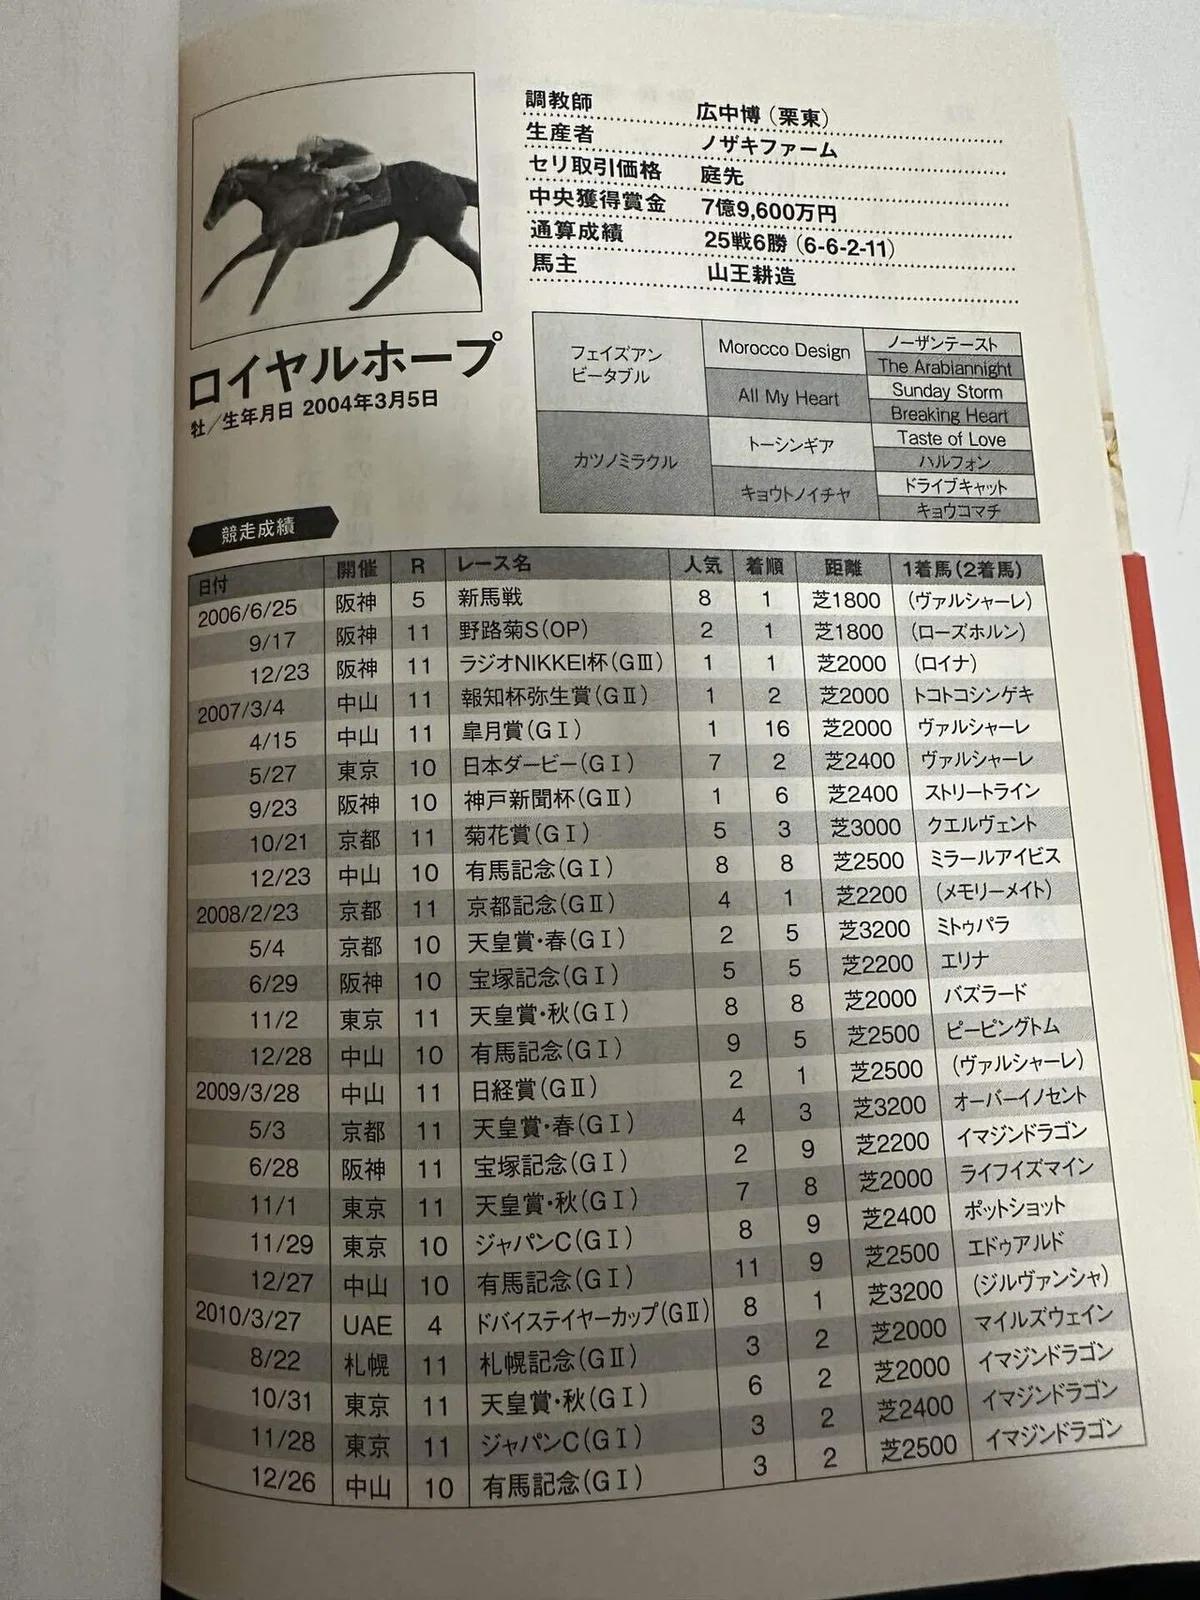 調教師 広中博(栗東)
生産者 ノザキファーム
セリ取引価格 庭先
中央獲得賞金 7億9,600万円
通算成績 25戦6勝(6-6-2-11)
馬主 山王耕造
ロイヤルホープ
牡/生年月日 2004年3月5日
フェイズアンビータブル Morocco Design ノーザンテースト
The Arabiannight
All My Heart Sunday Storm
Breaking Heart
カツノミラクル トーシンギア Taste of Love
ハルフォン
キョウトノイチヤ ドライブキャット
キョウコマチ
競走成績
日付 開催 R レース名 人気 着順 距離 1着馬(2着馬)
2006/6/25 阪神 5 新馬戦 8 1 芝1800 (ヴァルシャーレ)
9/17 阪神 11 野路菊S(OP) 2 1 芝1800 (ローズホルン)
12/23 阪神 11 ラジオNIKKEI杯(GⅢ) 1 1 芝2000 (ロイナ)
2007/3/4 中山 11 報知杯弥生賞(GⅡ) 1 2 芝2000 トコトコシンゲキ
4/15 中山 11 皐月賞(GⅠ) 1 16 芝2000 ヴァルシャーレ
5/27 東京 10 日本ダービー(GⅠ) 7 2 芝2400 ヴァルシャーレ
9/23 阪神 10 神戸新聞杯(GⅡ) 1 6 芝2400 ストリートライン
10/21 京都 11 菊花賞(GⅠ) 5 3 芝3000 クエルヴェント
12/23 中山 10 有馬記念(GⅠ) 8 8 芝2500 ミラールアイビス
2008/2/23 京都 11 京都記念(GⅡ) 4 1 芝2200 (メモリーメイト)
5/4 京都 10 天皇賞・春(GⅠ) 2 5 芝3200 ミトゥパラ
6/29 阪神 10 宝塚記念(GⅠ) 5 5 芝2200 エリナ
11/2 東京 11 天皇賞・秋(GⅠ) 8 8 芝2000 バズラード
12/28 中山 10 有馬記念(GⅠ) 9 5 芝2500 ピーピングトム
2009/3/28 中山 11 日経賞(GⅡ) 2 1 芝2500 (ヴァルシャーレ)
5/3 京都 11 天皇賞・春(GⅠ) 4 3 芝3200 オーバーイノセント
6/28 阪神 11 宝塚記念(GⅠ) 2 9 芝2200 イマジンドラゴン
11/1 東京 11 天皇賞・秋(GⅠ) 7 8 芝2000 ライフイズマイン
11/29 東京 10 ジャパンC(GⅠ) 8 9 芝2400 ポットショット
12/27 中山 10 有馬記念(GⅠ) 11 9 芝2500 エドゥアルド
2010/3/27 UAE 4 ドバイステイヤーカップ(GⅡ) 8 1 芝3200 (ジルヴァンシャ)
8/22 札幌 11 札幌記念(GⅡ) 3 2 芝2000 マイルズウェイン
10/31 東京 11 天皇賞・秋(GⅠ) 6 2 芝2000 イマジンドラゴン
11/28 東京 11 ジャパンC(GⅠ) 3 2 芝2400 イマジンドラゴン
12/26 中山 10 有馬記念(GⅠ) 3 2 芝2500 イマジンドラゴン